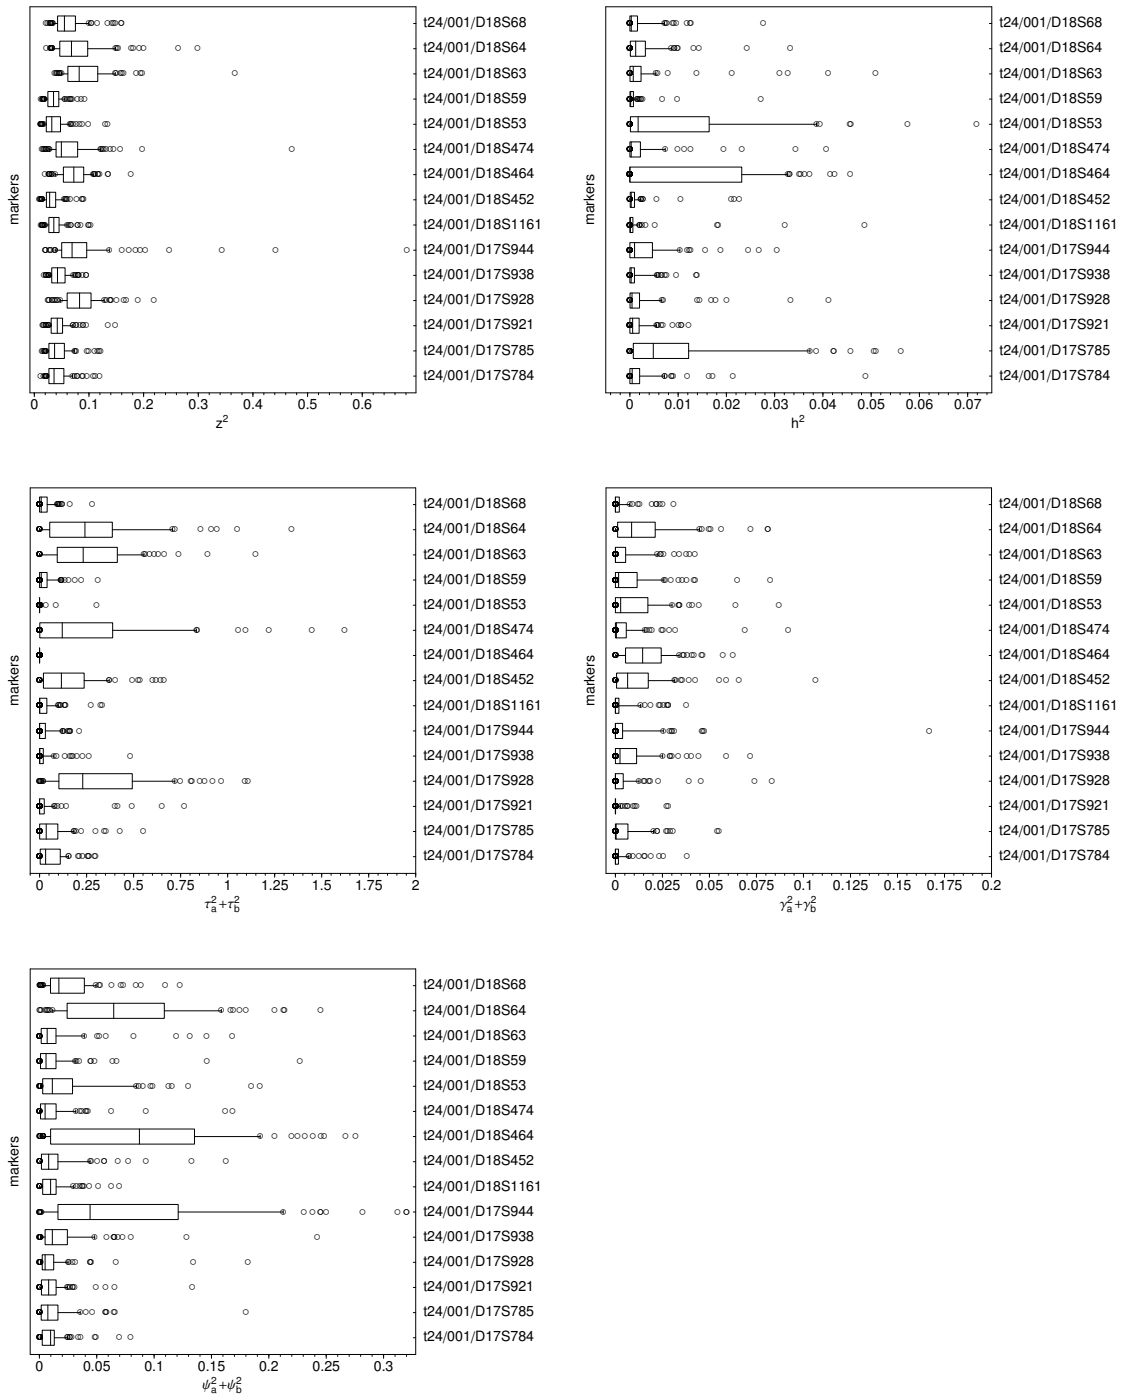 markers
t24/001/D18S68
t24/001/D18S64
t24/001/D18S63
t24/001/D18S59
t24/001/D18S53
t24/001/D18S474
t24/001/D18S464
t24/001/D18S452
t24/001/D18S1161
t24/001/D17S944
t24/001/D17S938
t24/001/D17S928
t24/001/D17S921
t24/001/D17S785
t24/001/D17S784
0 0.1 0.2 0.3 0.4 0.5 0.6
z²
markers
t24/001/D18S68
t24/001/D18S64
t24/001/D18S63
t24/001/D18S59
t24/001/D18S53
t24/001/D18S474
t24/001/D18S464
t24/001/D18S452
t24/001/D18S1161
t24/001/D17S944
t24/001/D17S938
t24/001/D17S928
t24/001/D17S921
t24/001/D17S785
t24/001/D17S784
0 0.01 0.02 0.03 0.04 0.05 0.06 0.07
h²
markers
t24/001/D18S68
t24/001/D18S64
t24/001/D18S63
t24/001/D18S59
t24/001/D18S53
t24/001/D18S474
t24/001/D18S464
t24/001/D18S452
t24/001/D18S1161
t24/001/D17S944
t24/001/D17S938
t24/001/D17S928
t24/001/D17S921
t24/001/D17S785
t24/001/D17S784
0 0.25 0.5 0.75 1 1.25 1.5 1.75 2
τ²a+τ²b
markers
t24/001/D18S68
t24/001/D18S64
t24/001/D18S63
t24/001/D18S59
t24/001/D18S53
t24/001/D18S474
t24/001/D18S464
t24/001/D18S452
t24/001/D18S1161
t24/001/D17S944
t24/001/D17S938
t24/001/D17S928
t24/001/D17S921
t24/001/D17S785
t24/001/D17S784
0 0.025 0.05 0.075 0.1 0.125 0.15 0.175 0.2
γ²a+γ²b
markers
t24/001/D18S68
t24/001/D18S64
t24/001/D18S63
t24/001/D18S59
t24/001/D18S53
t24/001/D18S474
t24/001/D18S464
t24/001/D18S452
t24/001/D18S1161
t24/001/D17S944
t24/001/D17S938
t24/001/D17S928
t24/001/D17S921
t24/001/D17S785
t24/001/D17S784
0 0.05 0.1 0.15 0.2 0.25 0.3
ψ²a+ψ²b